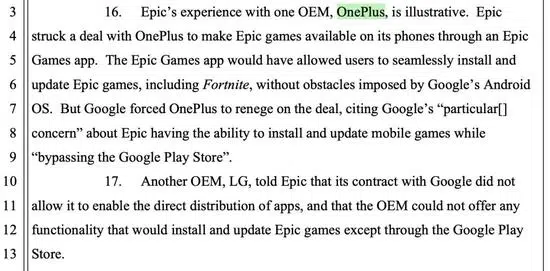 3 16. Epic’s experience with one OEM, OnePlus, is illustrative. Epic
4 struck a deal with OnePlus to make Epic games available on its phones through an Epic
5 Games app. The Epic Games app would have allowed users to seamlessly install and
6 update Epic games, including Fortnite, without obstacles imposed by Google’s Android
7 OS. But Google forced OnePlus to renege on the deal, citing Google’s “particular[]
8 concern” about Epic having the ability to install and update mobile games while
9 “bypassing the Google Play Store”.
10 17. Another OEM, LG, told Epic that its contract with Google did not
11 allow it to enable the direct distribution of apps, and that the OEM could not offer any
12 functionality that would install and update Epic games except through the Google Play
13 Store.